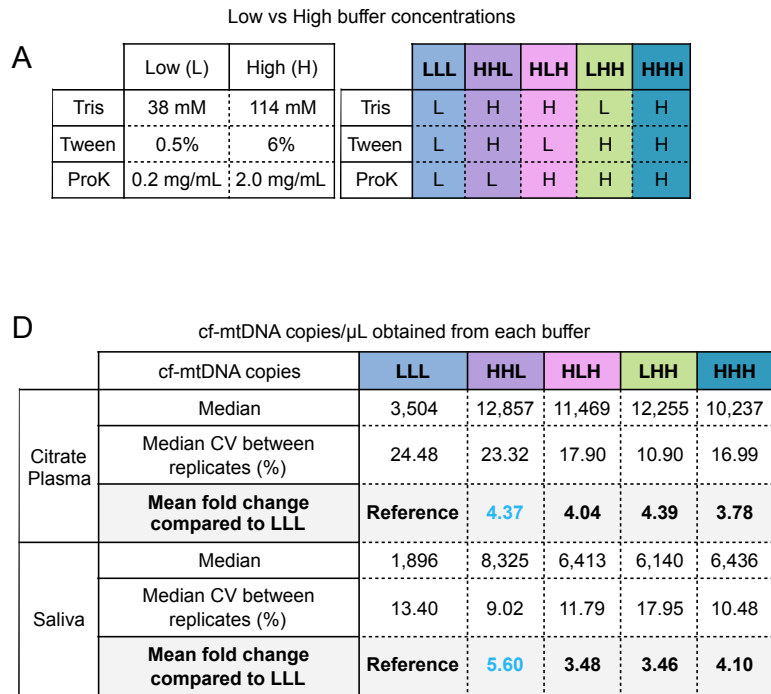 Low vs High buffer concentrations
A
Low (L) High (H) LLL HHL HLH LHH HHH
Tris 38 mM 114 mM Tris L H H L H
Tween 0.5% 6% Tween L H L H H
ProK 0.2 mg/mL 2.0 mg/mL ProK L L H H H
D
cf-mtDNA copies/µL obtained from each buffer
cf-mtDNA copies LLL HHL HLH LHH HHH
Citrate Plasma
Median 3,504 12,857 11,469 12,255 10,237
Median CV between
replicates (%) 24.48 23.32 17.90 10.90 16.99
Mean fold change
compared to LLL Reference 4.37 4.04 4.39 3.78
Saliva
Median 1,896 8,325 6,413 6,140 6,436
Median CV between
replicates (%) 13.40 9.02 11.79 17.95 10.48
Mean fold change
compared to LLL Reference 5.60 3.48 3.46 4.10